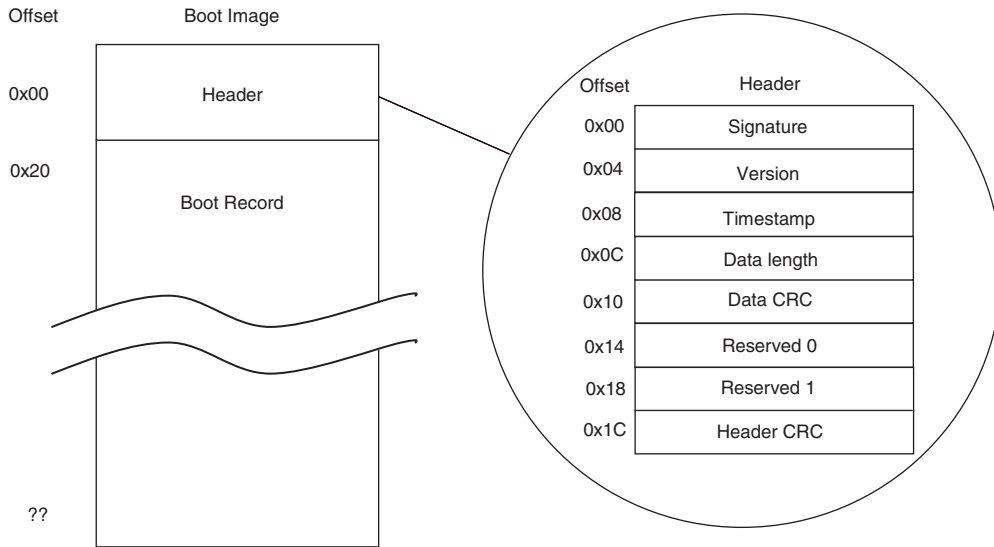 Offset Boot Image
0x00 Header
0x20
Boot Record
??
Offset Header
0x00 Signature
0x04 Version
0x08 Timestamp
0x0C Data length
0x10 Data CRC
0x14 Reserved 0
0x18 Reserved 1
0x1C Header CRC